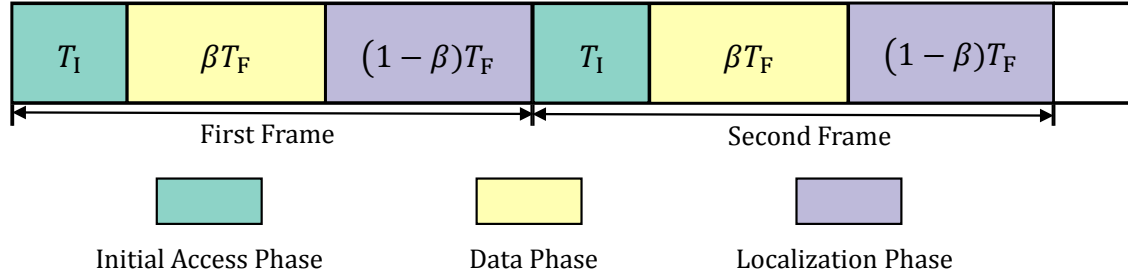 T_I βT_F (1 − β)T_F T_I βT_F (1 − β)T_F
First Frame Second Frame
Initial Access Phase Data Phase Localization Phase